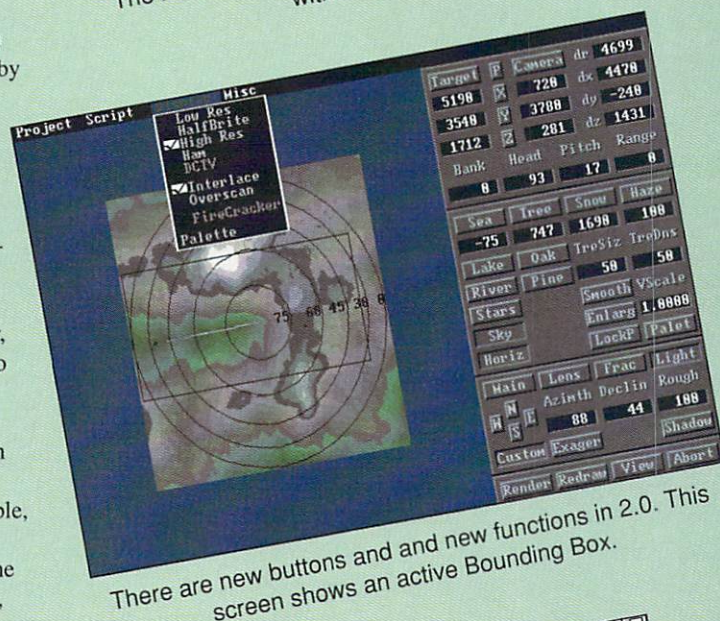 The
with
by
Project Script Misc
Low Res
HalfBrite
High Res
Ham
DCTV
Interlace
Overscan
FireCracker
Palette
75 60 45 30 0
Target P Camera dr 4699
5198 X 728 dx 4478
3540 Y 3788 dy -248
1712 Z 281 dz 1431
Bank Head Pitch Range
0 93 17 0
Sea Tree Snow Haze
-75 747 1698 100
Lake Oak TreSiz TreDns
River Pine 50 50
Stars Smooth VScale
Sky Enlarg 1.0000
Horiz LockP Palet
Main Lens Frac Light
N Azimth Declin Rough
W E 88 44 100
S Shadow
Custom Exager
Render Redraw View Abort
There are new buttons and and new functions in 2.0. This
screen shows an active Bounding Box.